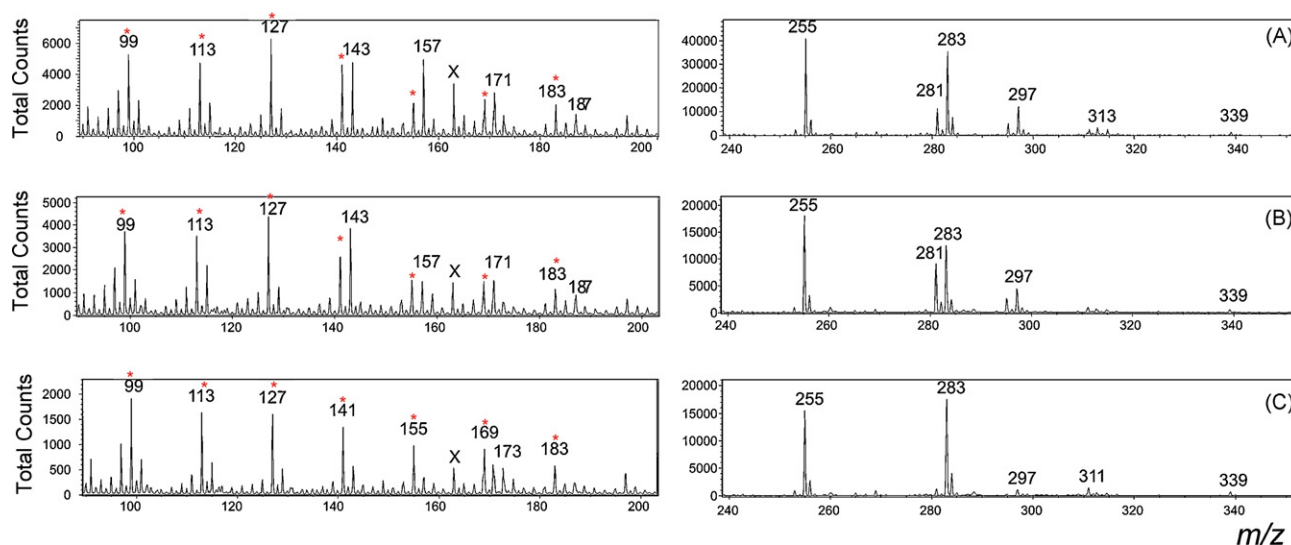 * 99 * 113 * 127 * 143 * 157 X * 171 * 183 187
Total Counts
6000
4000
2000
0
100 120 140 160 180 200
255 281 283 297 313 339 (A)
40000
30000
20000
10000
0
240 260 280 300 320 340
* 99 * 113 * 127 * 143 * 157 X * 171 * 183 187
Total Counts
5000
4000
3000
2000
1000
0
100 120 140 160 180 200
255 281 283 297 339 (B)
20000
15000
10000
5000
0
240 260 280 300 320 340
* 99 * 113 * 127 * 141 * 155 X * 169 173 * 183
Total Counts
2000
1500
1000
500
0
100 120 140 160 180 200
255 283 297 311 339 (C)
20000
15000
10000
5000
0
240 260 280 300 320 340
m/z